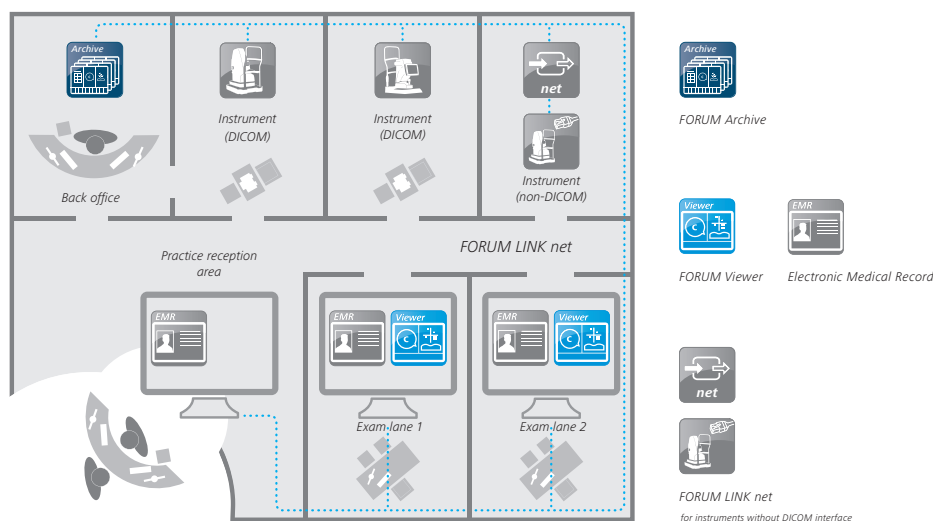 Archive
net
Instrument
(DICOM)
Instrument
(DICOM)
Instrument
(non-DICOM)
Back office
FORUM LINK net
Practice reception
area
EMR
EMR
Viewer
C
EMR
Viewer
C
Exam lane 1
Exam lane 2
Archive
FORUM Archive
Viewer
C
EMR
FORUM Viewer
Electronic Medical Record
net
FORUM LINK net
for instruments without DICOM interface